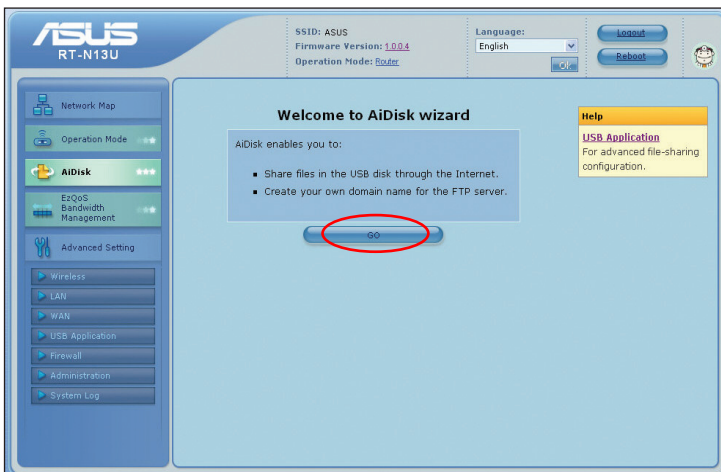 ASUS
RT-N13U
SSID: ASUS
Firmware Version: 1.0.0.4
Operation Mode: Router
Language:
English
OK
Logout
Reboot
Network Map
Operation Mode
AiDisk
EzQoS
Bandwidth
Management
Advanced Setting
Wireless
LAN
WAN
USB Application
Firewall
Administration
System Log
Welcome to AiDisk wizard
AiDisk enables you to:
Share files in the USB disk through the Internet.
Create your own domain name for the FTP server.
GO
Help
USB Application
For advanced file-sharing
configuration.